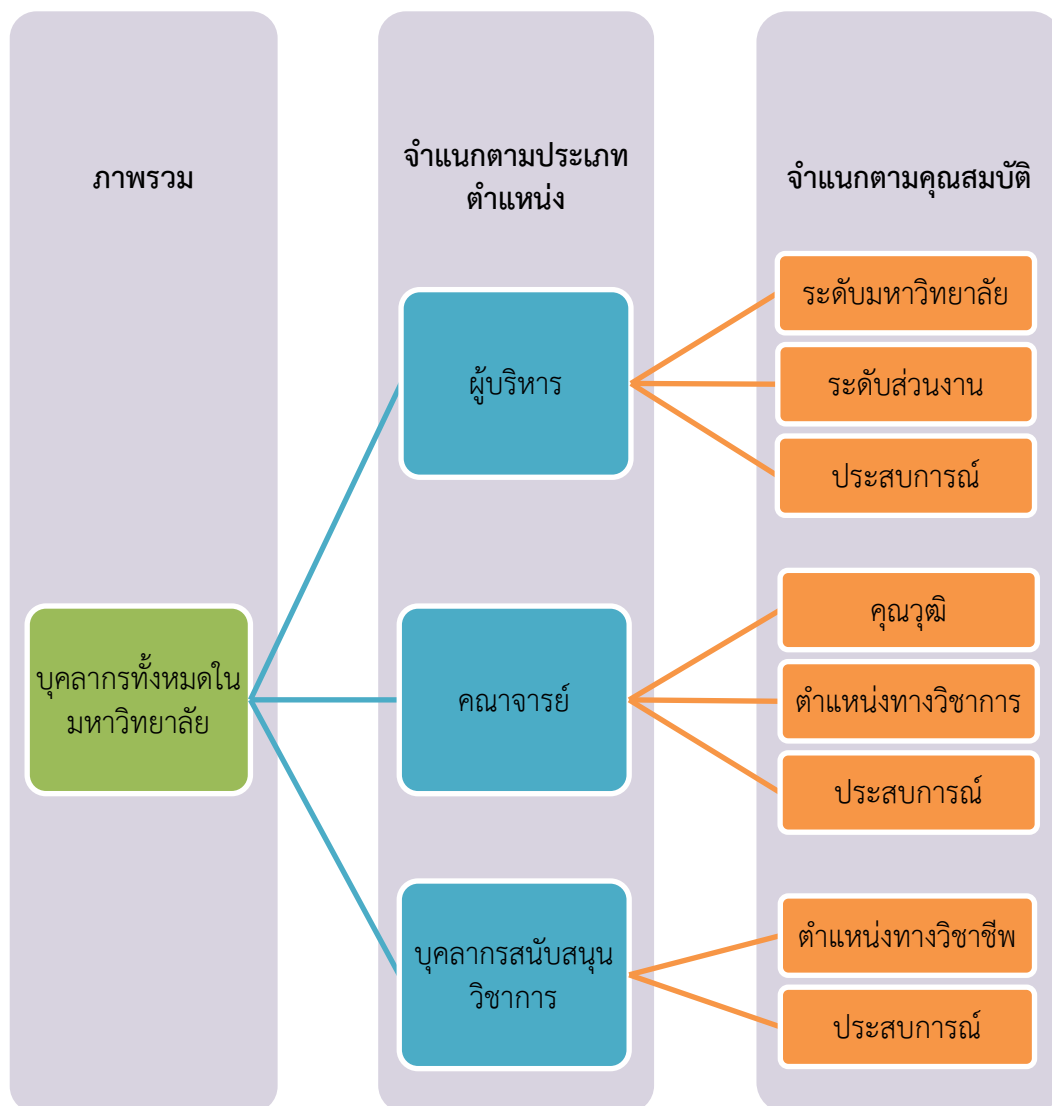 ภาพรวม
จำแนกตามประเภท
ตำแหน่ง
จำแนกตามคุณสมบัติ
บุคลากรทั้งหมดใน
มหาวิทยาลัย
ผู้บริหาร
ระดับมหาวิทยาลัย
ระดับส่วนงาน
ประสบการณ์
คณาจารย์
คุณวุฒิ
ตำแหน่งทางวิชาการ
ประสบการณ์
บุคลากรสนับสนุน
วิชาการ
ตำแหน่งทางวิชาชีพ
ประสบการณ์